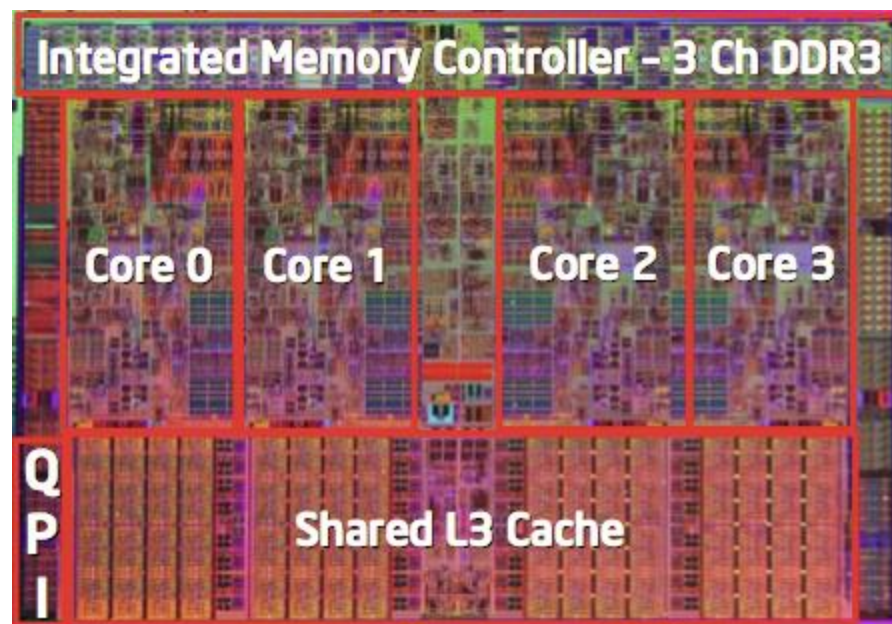 Integrated Memory Controller - 3 Ch DDR3
Core 0
Core 1
Core 2
Core 3
Q
P
I
Shared L3 Cache